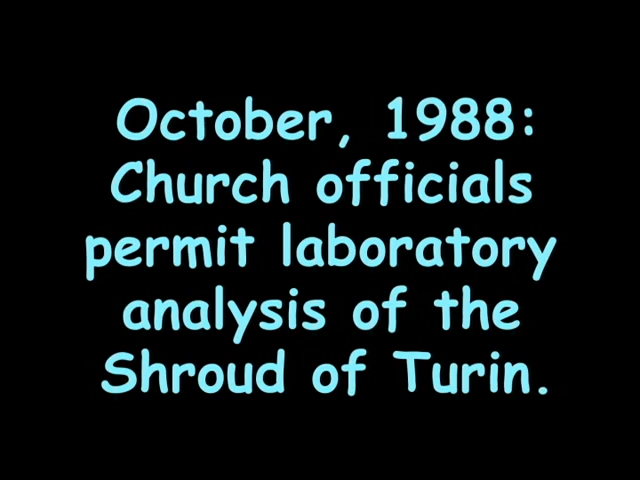 October, 1988:
Church officials
permit laboratory
analysis of the
Shroud of Turin.